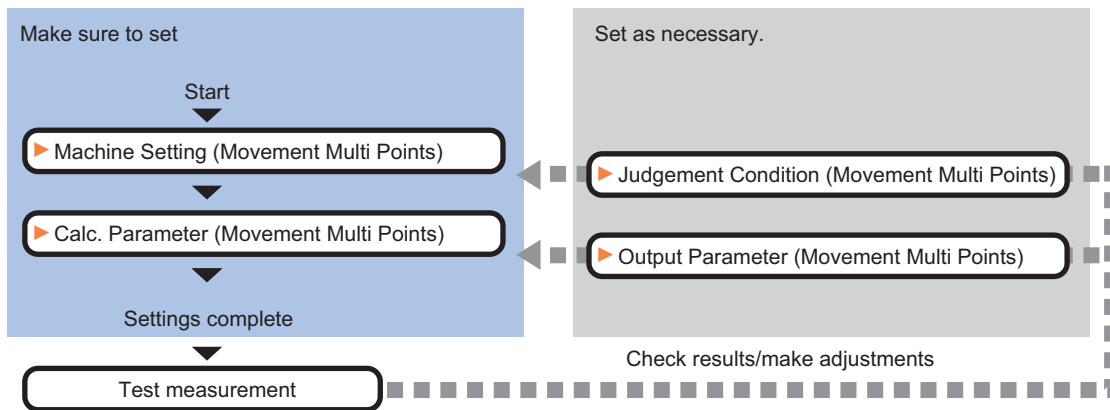 Make sure to set
Start
Machine Setting (Movement Multi Points)
Calc. Parameter (Movement Multi Points)
Settings complete
Test measurement
Set as necessary.
Judgement Condition (Movement Multi Points)
Output Parameter (Movement Multi Points)
Check results/make adjustments